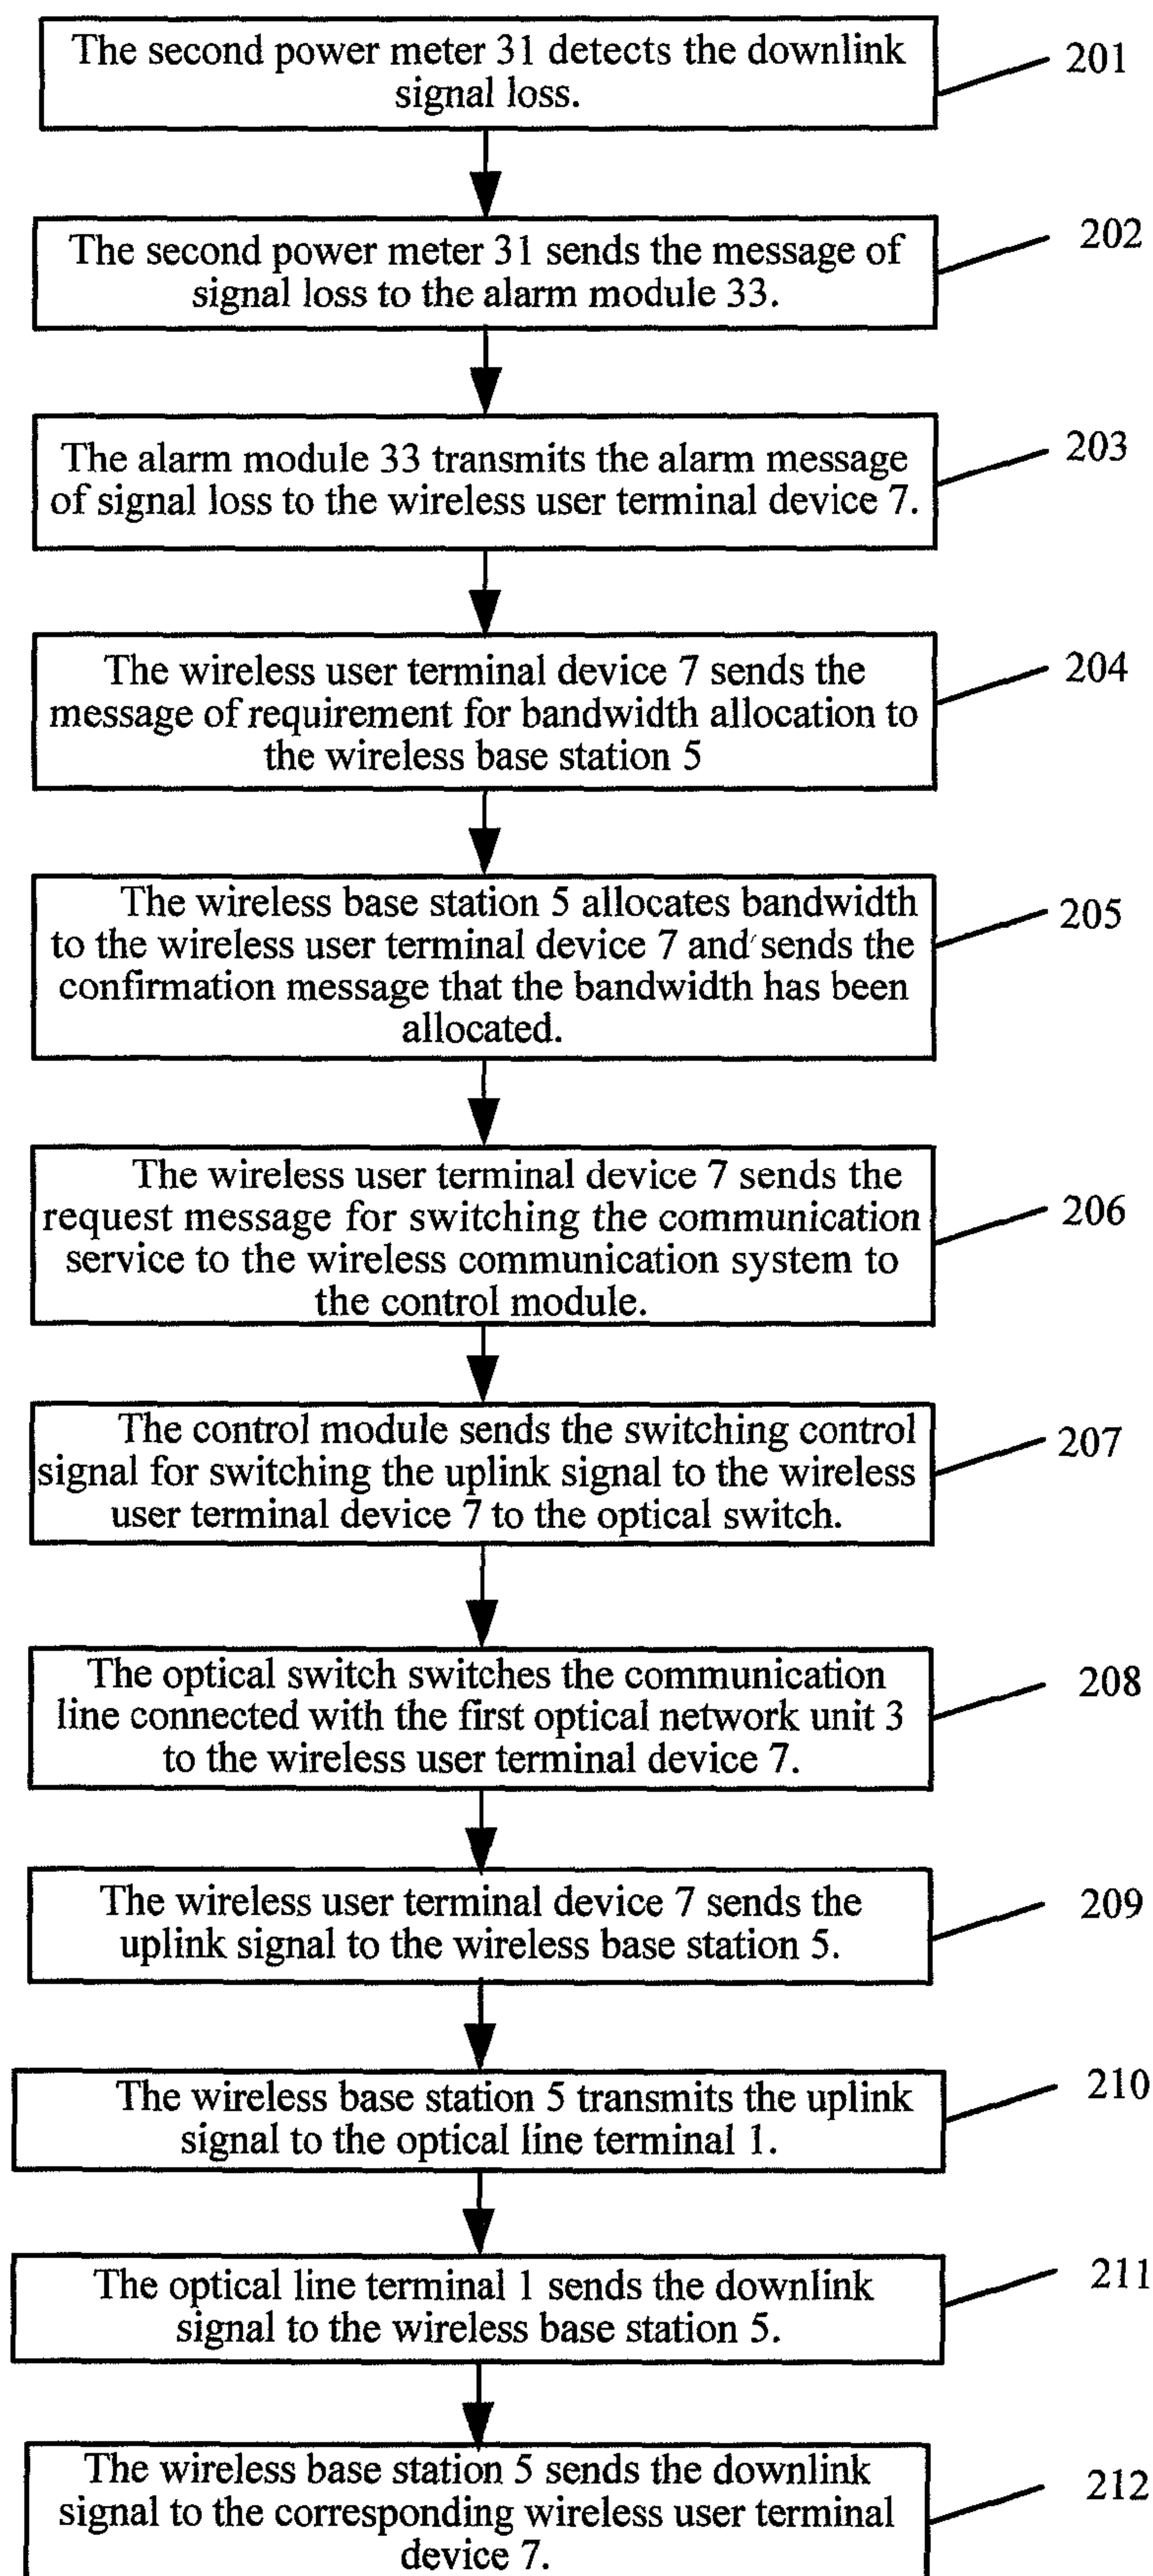 The second power meter 31 detects the downlink
signal loss.
201
The second power meter 31 sends the message of
signal loss to the alarm module 33.
202
The alarm module 33 transmits the alarm message
of signal loss to the wireless user terminal device 7.
203
The wireless user terminal device 7 sends the
message of requirement for bandwidth allocation to
the wireless base station 5
204
The wireless base station 5 allocates bandwidth
to the wireless user terminal device 7 and sends the
confirmation message that the bandwidth has been
allocated.
205
The wireless user terminal device 7 sends the
request message for switching the communication
service to the wireless communication system to
the control module.
206
The control module sends the switching control
signal for switching the uplink signal to the wireless
user terminal device 7 to the optical switch.
207
The optical switch switches the communication
line connected with the first optical network unit 3
to the wireless user terminal device 7.
208
The wireless user terminal device 7 sends the
uplink signal to the wireless base station 5.
209
The wireless base station 5 transmits the uplink
signal to the optical line terminal 1.
210
The optical line terminal 1 sends the downlink
signal to the wireless base station 5.
211
The wireless base station 5 sends the downlink
signal to the corresponding wireless user terminal
device 7.
212